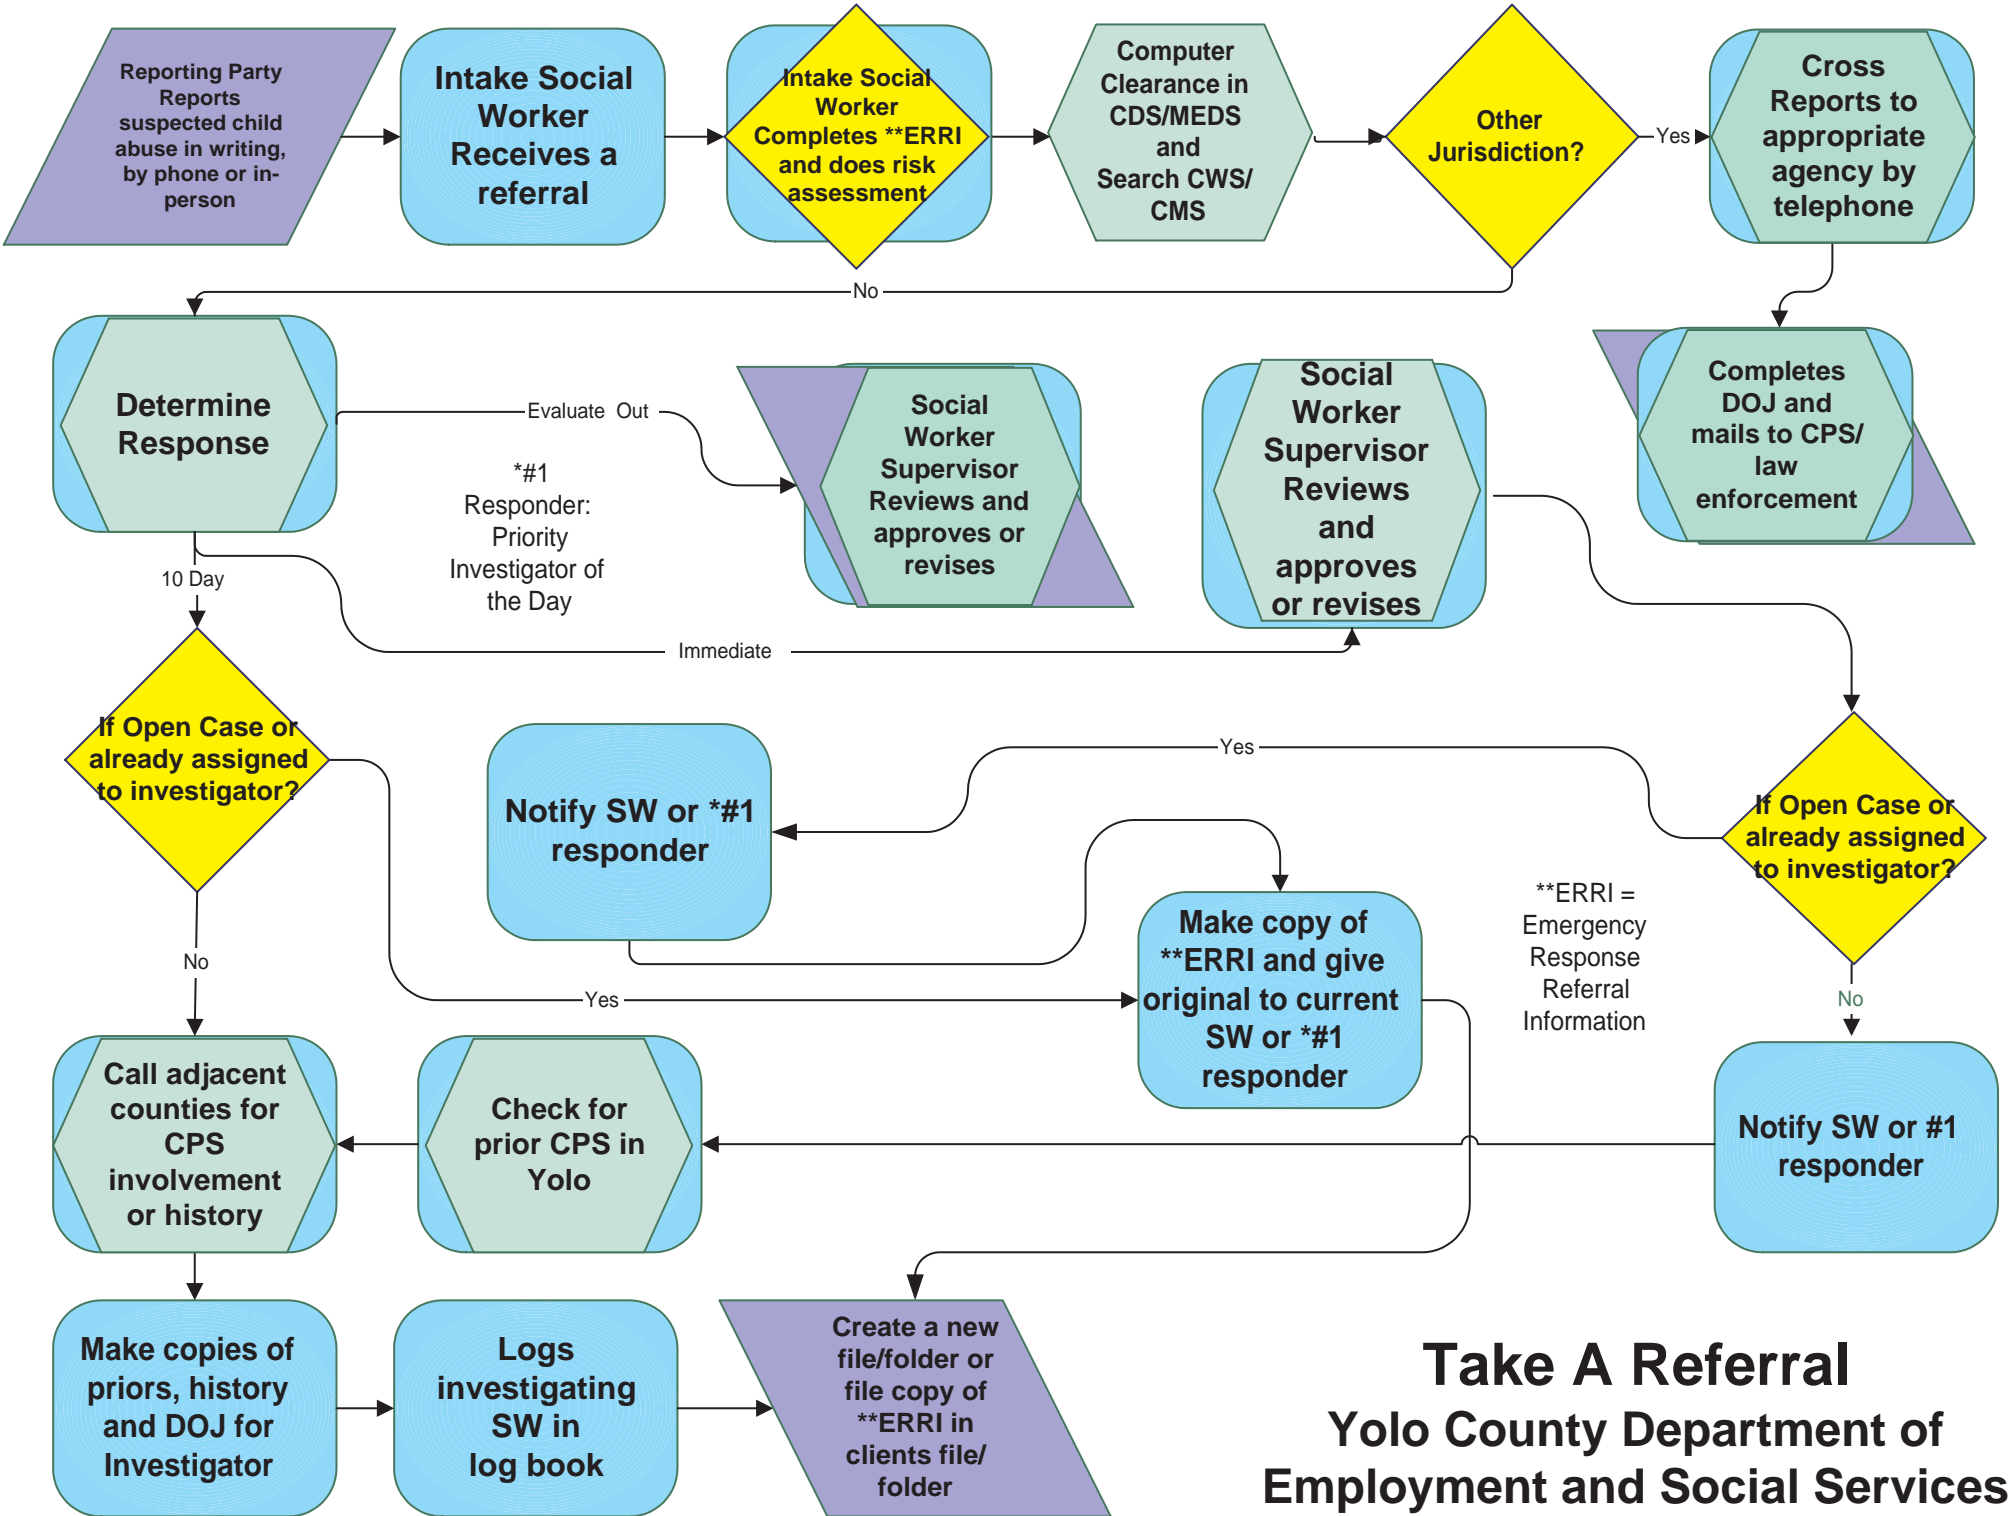 Reporting Party
Reports
suspected child
abuse in writing,
by phone or in-
person
Intake Social
Worker
Receives a
referral
Intake Social
Worker
Completes **ERRI
and does risk
assessment
Computer
Clearance in
CDS/MEDS
and
Search CWS/
CMS
Other
Jurisdiction?
Yes
Cross
Reports to
appropriate
agency by
telephone
No
Determine
Response
Evaluate Out
*#1
Responder:
Priority
Investigator of
the Day
Social
Worker
Supervisor
Reviews and
approves or
revises
Social
Worker
Supervisor
Reviews
and
approves
or revises
Completes
DOJ and
mails to CPS/
law
enforcement
10 Day
Immediate
If Open Case or
already assigned
to investigator?
Notify SW or *#1
responder
Yes
If Open Case or
already assigned
to investigator?
No
Yes
Make copy of
**ERRI and give
original to current
SW or *#1
responder
**ERRI =
Emergency
Response
Referral
Information
No
Call adjacent
counties for
CPS
involvement
or history
Check for
prior CPS in
Yolo
Notify SW or #1
responder
Make copies of
priors, history
and DOJ for
Investigator
Logs
investigating
SW in
log book
Create a new
file/folder or
file copy of
**ERRI in
clients file/
folder
Take A Referral
Yolo County Department of
Employment and Social Services